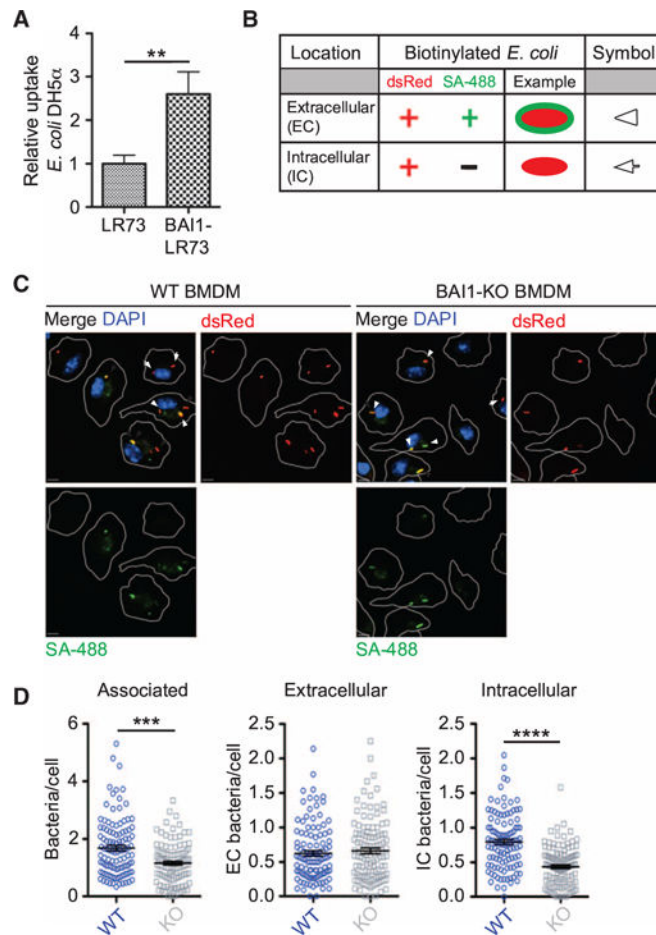 A
Relative uptake
E. coli DH5α
4
3
2
1
0
**
LR73
BAI1-
LR73
B
Location
Biotinylated E. coli
Symbol
dsRed
SA-488
Example
Extracellular
(EC)
+
+
Intracellular
(IC)
+
−
C
WT BMDM
BAI1-KO BMDM
Merge DAPI
dsRed
Merge DAPI
dsRed
SA-488
SA-488
D
Associated
Bacteria/cell
6
4
2
0
***
WT
KO
Extracellular
EC bacteria/cell
2.5
2.0
1.5
1.0
0.5
0.0
WT
KO
Intracellular
IC bacteria/cell
2.5
2.0
1.5
1.0
0.5
0.0
****
WT
KO